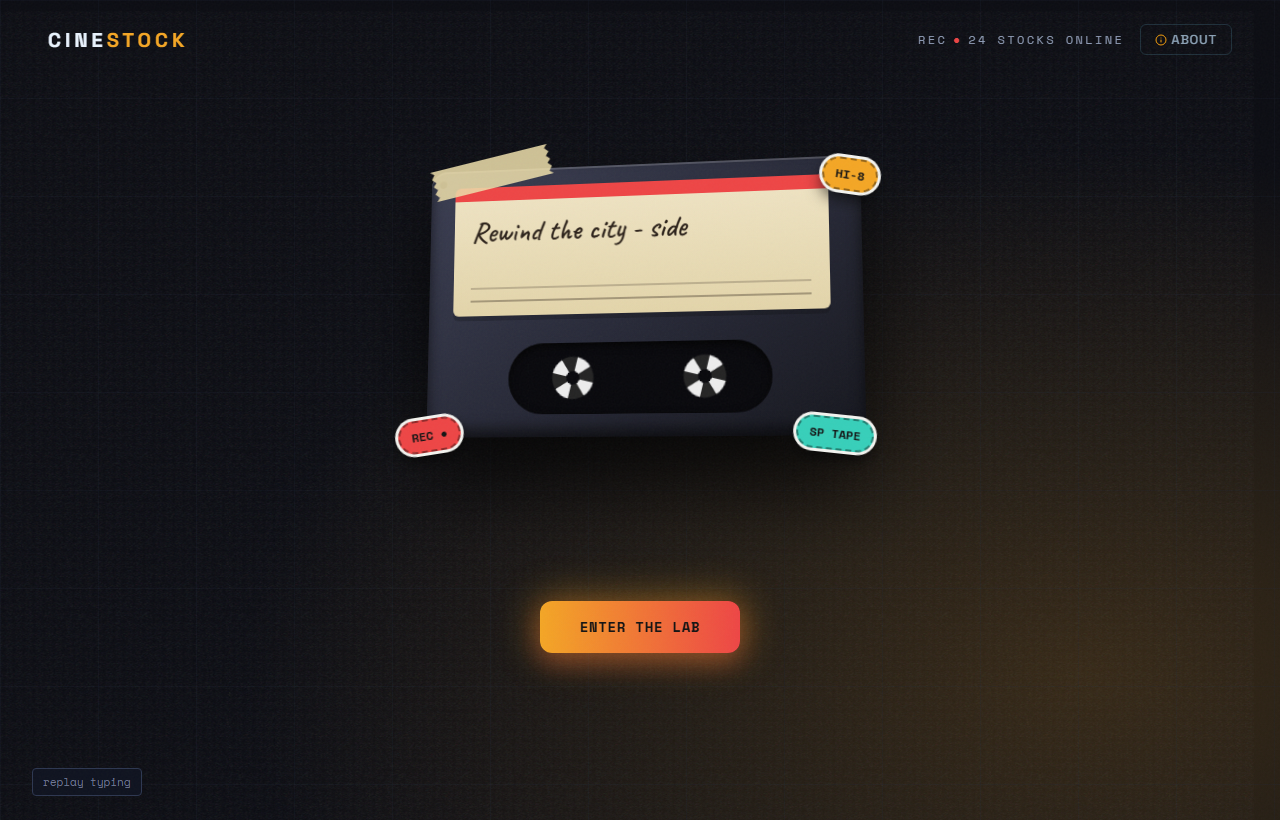 CINESTOCK
REC ● 24 STOCKS ONLINE
ABOUT
HI-8
Rewind the city - side
REC ●
SP TAPE
ENTER THE LAB
replay typing